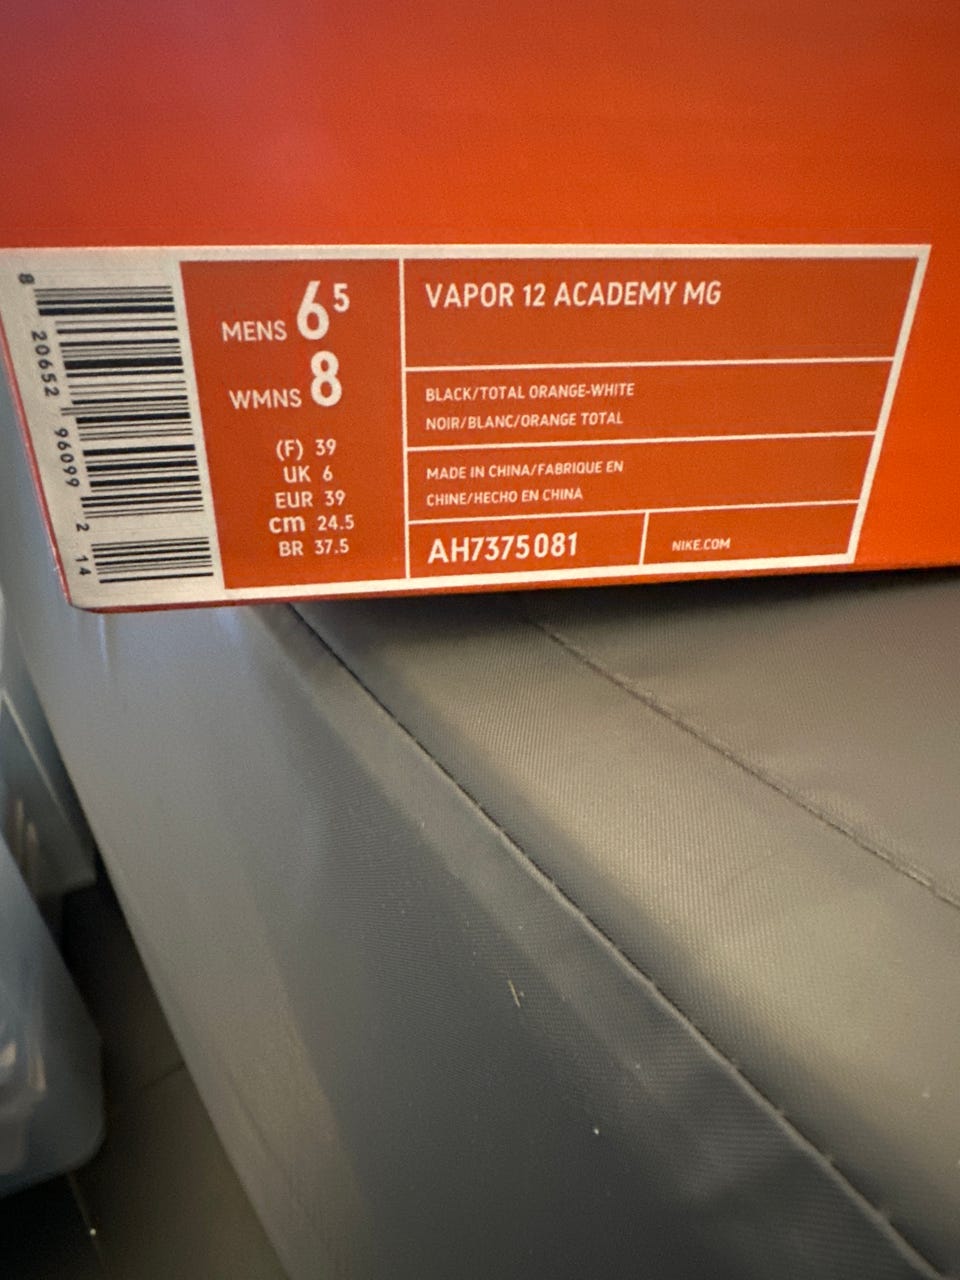 8 20652 96099 2 14
MENS 6 5
WMNS 8
(F) 39
UK 6
EUR 39
cm 24.5
BR 37.5
VAPOR 12 ACADEMY MG
BLACK/TOTAL ORANGE-WHITE
NOIR/BLANC/ORANGE TOTAL
MADE IN CHINA/FABRIQUE EN
CHINE/HECHO EN CHINA
AH7375 081
NIKE.COM